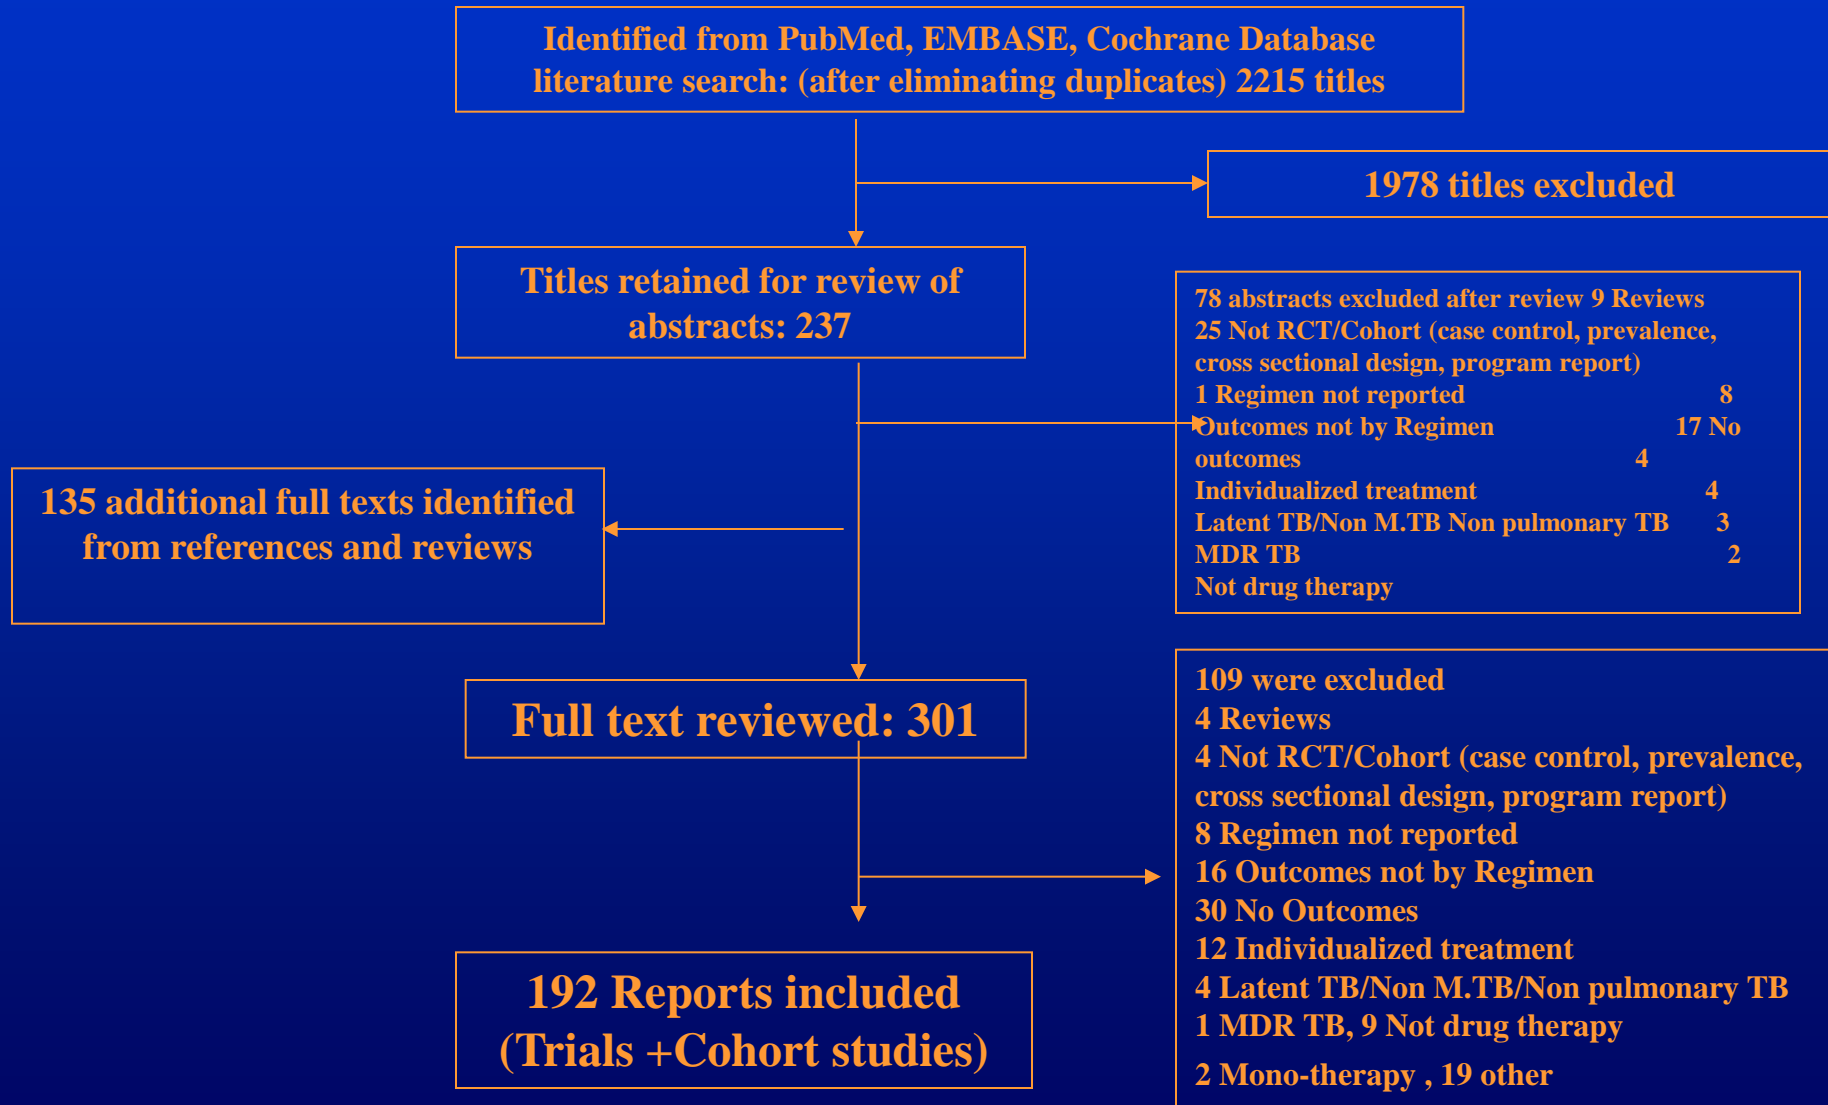 Identified from PubMed, EMBASE, Cochrane Database
literature search: (after eliminating duplicates) 2215 titles
1978 titles excluded
Titles retained for review of
abstracts: 237
78 abstracts excluded after review 9 Reviews
25 Not RCT/Cohort (case control, prevalence,
cross sectional design, program report)
1 Regimen not reported 8
Outcomes not by Regimen 17 No
outcomes 4
Individualized treatment 4
Latent TB/Non M.TB Non pulmonary TB 3
MDR TB 2
Not drug therapy
135 additional full texts identified
from references and reviews
Full text reviewed: 301
109 were excluded
4 Reviews
4 Not RCT/Cohort (case control, prevalence,
cross sectional design, program report)
8 Regimen not reported
16 Outcomes not by Regimen
30 No Outcomes
12 Individualized treatment
4 Latent TB/Non M.TB/Non pulmonary TB
1 MDR TB, 9 Not drug therapy
2 Mono-therapy , 19 other
192 Reports included
(Trials +Cohort studies)